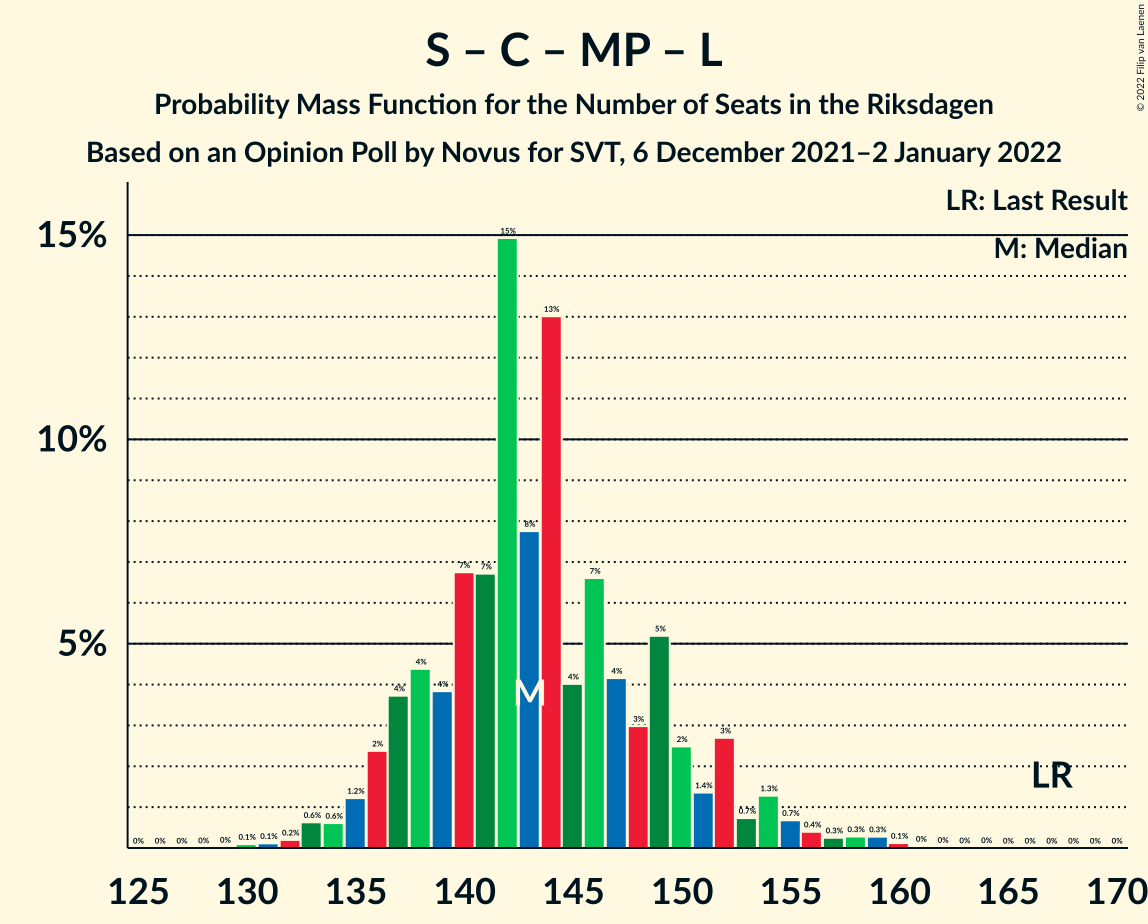 S – C – MP – L
Probability Mass Function for the Number of Seats in the Riksdagen
Based on an Opinion Poll by Novus for SVT, 6 December 2021–2 January 2022
© 2022 Filip van Laenen
LR: Last Result
M: Median
15%
10%
5%
0% 0% 0% 0% 0% 0.1% 0.1% 0.2% 0.6% 0.6% 1.2% 2% 4% 4% 4% 7% 7% 15% 8% 13% 4% 7% 4% 3% 5% 2% 1.4% 3% 0.7% 1.3% 0.7% 0.4% 0.3% 0.3% 0.3% 0.1% 0% 0% 0% 0% 0% 0% 0% 0% 0% 0%
M
LR
125 130 135 140 145 150 155 160 165 170